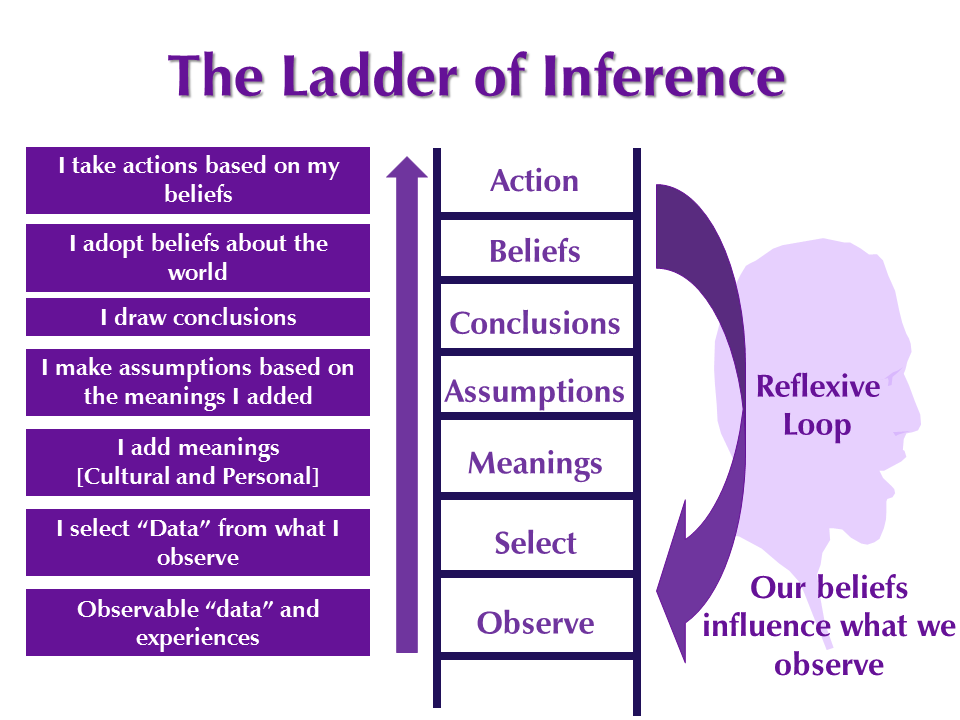 The Ladder of Inference
I take actions based on my
beliefs
I adopt beliefs about the
world
I draw conclusions
I make assumptions based on
the meanings I added
I add meanings
[Cultural and Personal]
I select “Data” from what I
observe
Observable “data” and
experiences
Action
Beliefs
Conclusions
Assumptions
Meanings
Select
Observe
Reflexive
Loop
Our beliefs
influence what we
observe